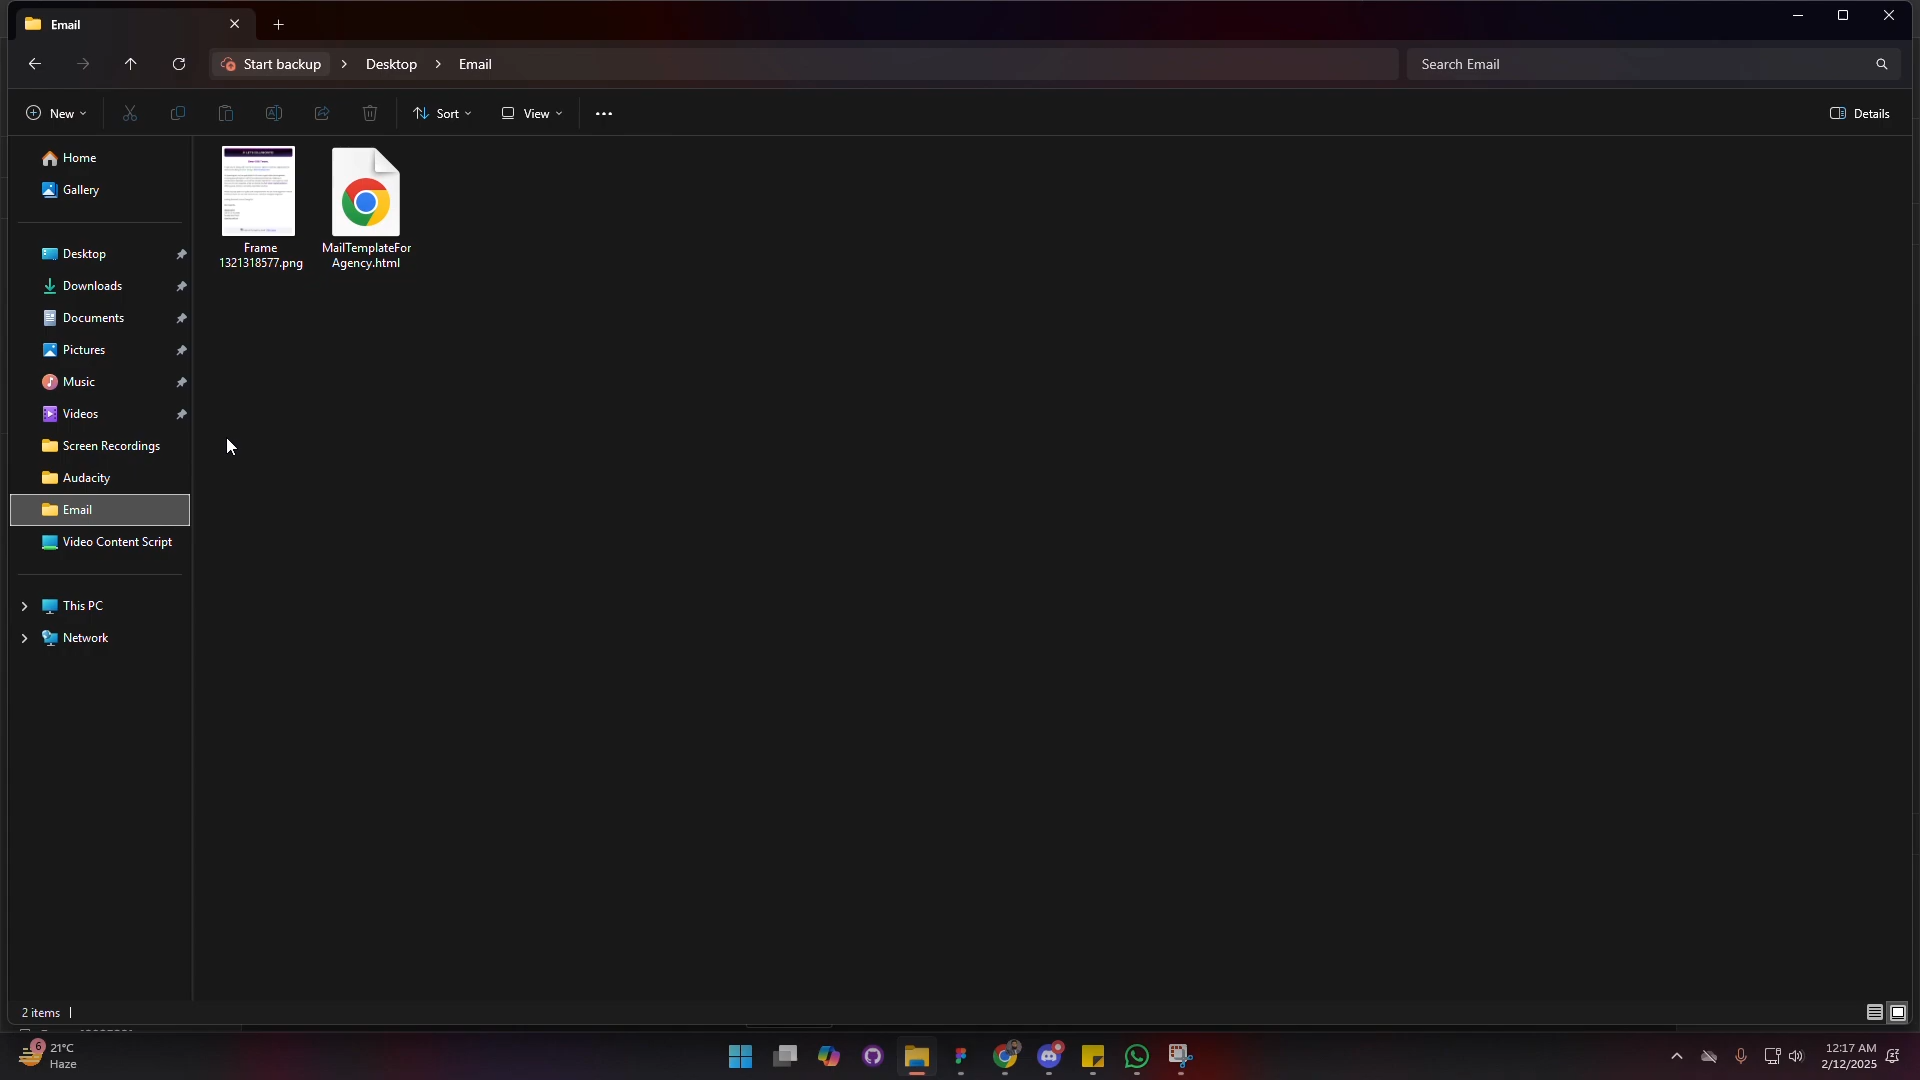 Email
Start backup > Desktop > Email
Search Email
New
Sort
View
Details
Home
Gallery
Desktop
Downloads
Documents
Pictures
Music
Videos
Screen Recordings
Audacity
Email
Video Content Script
This PC
Network
Frame
1321318577.png
MailTemplateFor
Agency.html
2 items
6
21°C
Haze
12:17 AM
2/12/2025